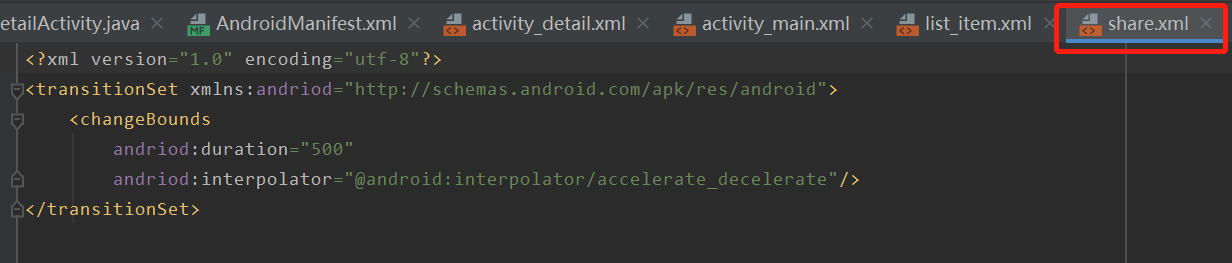 etailActivity.java AndroidManifest.xml activity_detail.xml activity_main.xml list_item.xml share.xml
<?xml version="1.0" encoding="utf-8"?>
<transitionSet xmlns:andriod="http://schemas.android.com/apk/res/android">
<changeBounds
andriod:duration="500"
andriod:interpolator="@android:interpolator/accelerate_decelerate"/>
</transitionSet>